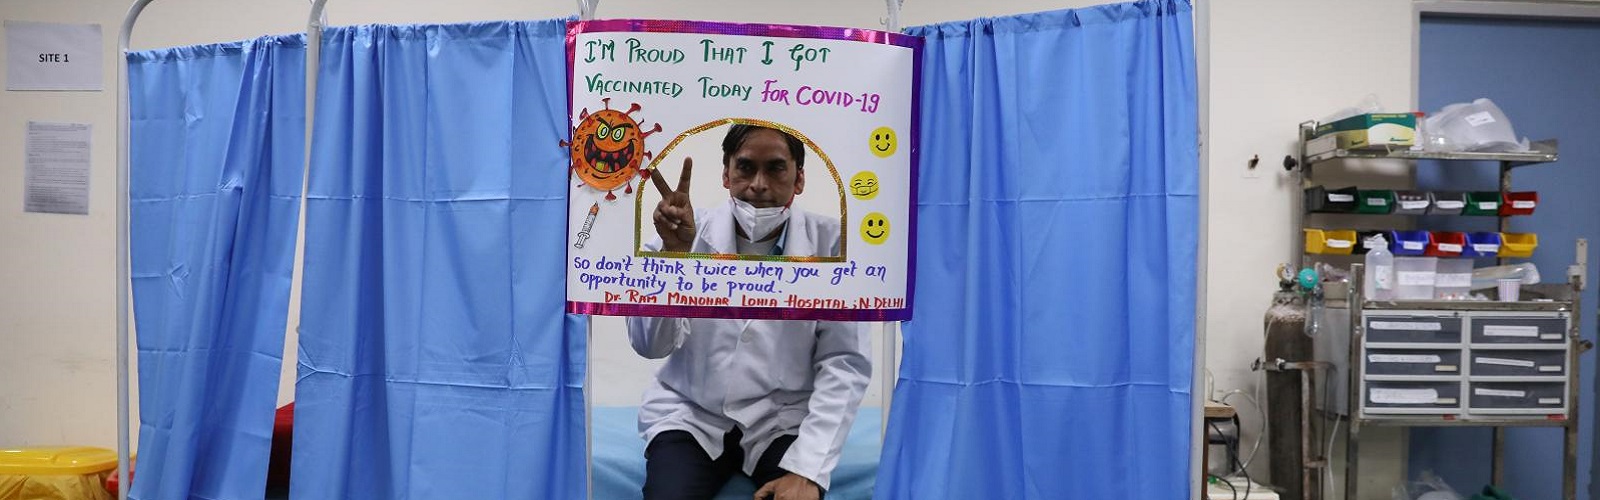 SITE 1
I'M PROUD THAT I GOT
VACCINATED TODAY FOR COVID-19
so don't think twice when you get an
opportunity to be proud.
Dr. RAM MANOHAR LOHIA HOSPITAL, N. DELHI